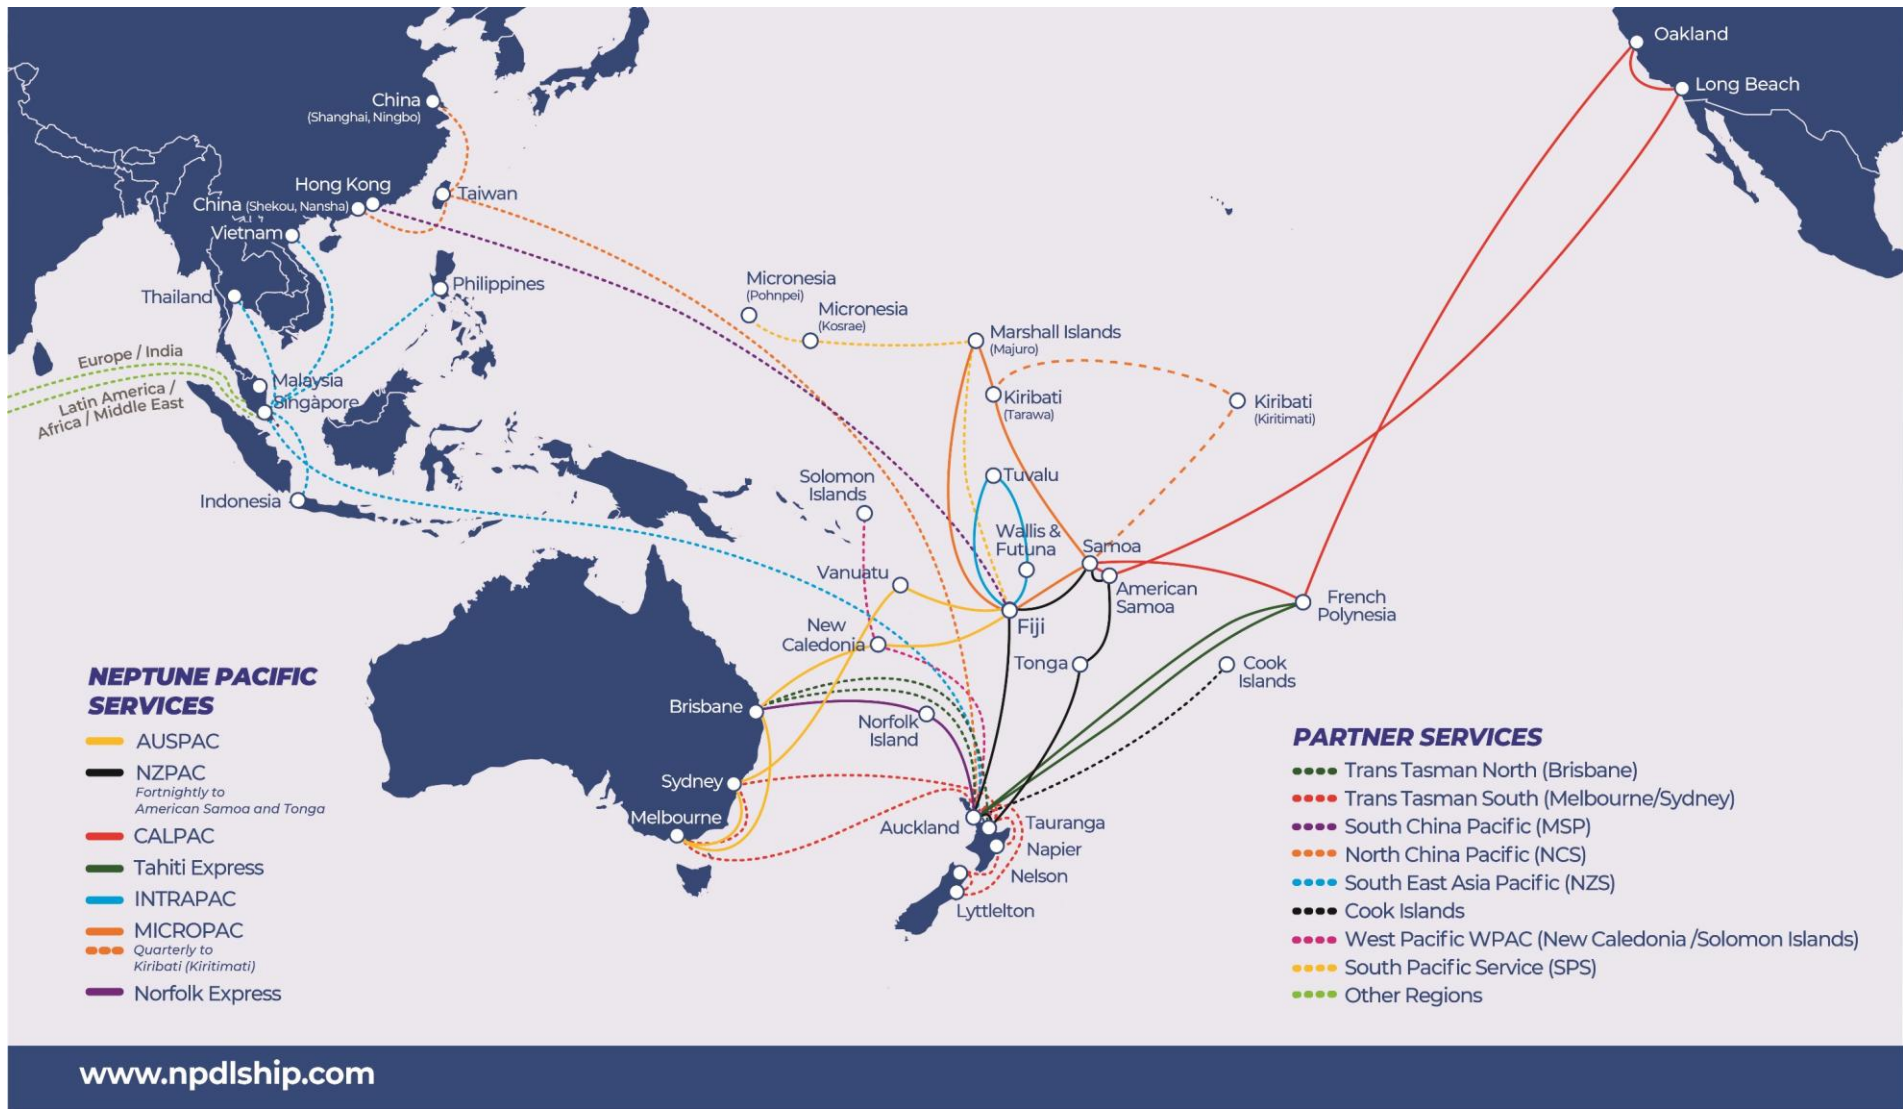 Oakland
Long Beach
China
(Shanghai, Ningbo)
Hong Kong
Taiwan
China (Shekou, Nansha)
Vietnam
Philippines
Thailand
Micronesia
(Pohnpei)
Micronesia
(Kosrae)
Marshall Islands
(Majuro)
Europe / India
Latin America /
Africa / Middle East
Malaysia
Singapore
Kiribati
(Tarawa)
Kiribati
(Kiritimati)
Indonesia
Solomon
Islands
Tuvalu
Wallis &
Futuna
Samoa
Vanuatu
American
Samoa
French
Polynesia
New
Caledonia
Fiji
Tonga
Cook
Islands
Brisbane
Norfolk
Island
Sydney
Melbourne
Auckland
Tauranga
Napier
Nelson
Lyttlelton
NEPTUNE PACIFIC
SERVICES
AUSPAC
NZPAC
Fortnightly to
American Samoa and Tonga
CALPAC
Tahiti Express
INTRAPAC
MICROPAC
Quarterly to
Kiribati (Kiritimati)
Norfolk Express
PARTNER SERVICES
Trans Tasman North (Brisbane)
Trans Tasman South (Melbourne/Sydney)
South China Pacific (MSP)
North China Pacific (NCS)
South East Asia Pacific (NZS)
Cook Islands
West Pacific WPAC (New Caledonia /Solomon Islands)
South Pacific Service (SPS)
Other Regions
www.npdlship.com